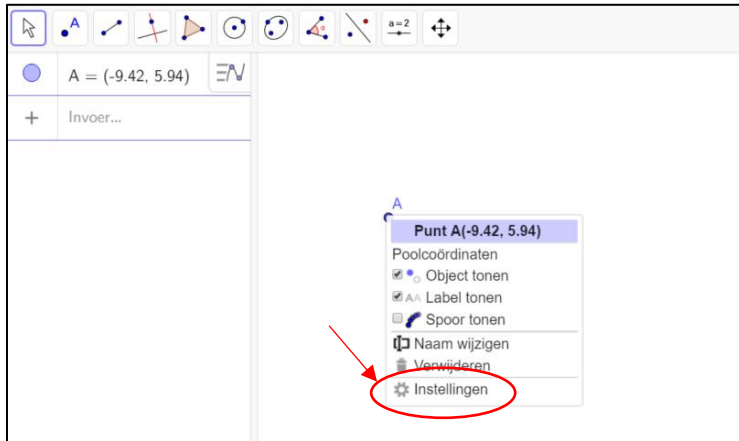 A
a=2
A = (-9.42, 5.94)
Invoer...
A
Punt A(-9.42, 5.94)
Poolcoördinaten
Object tonen
AA Label tonen
Spoor tonen
Naam wijzigen
Verwijderen
Instellingen